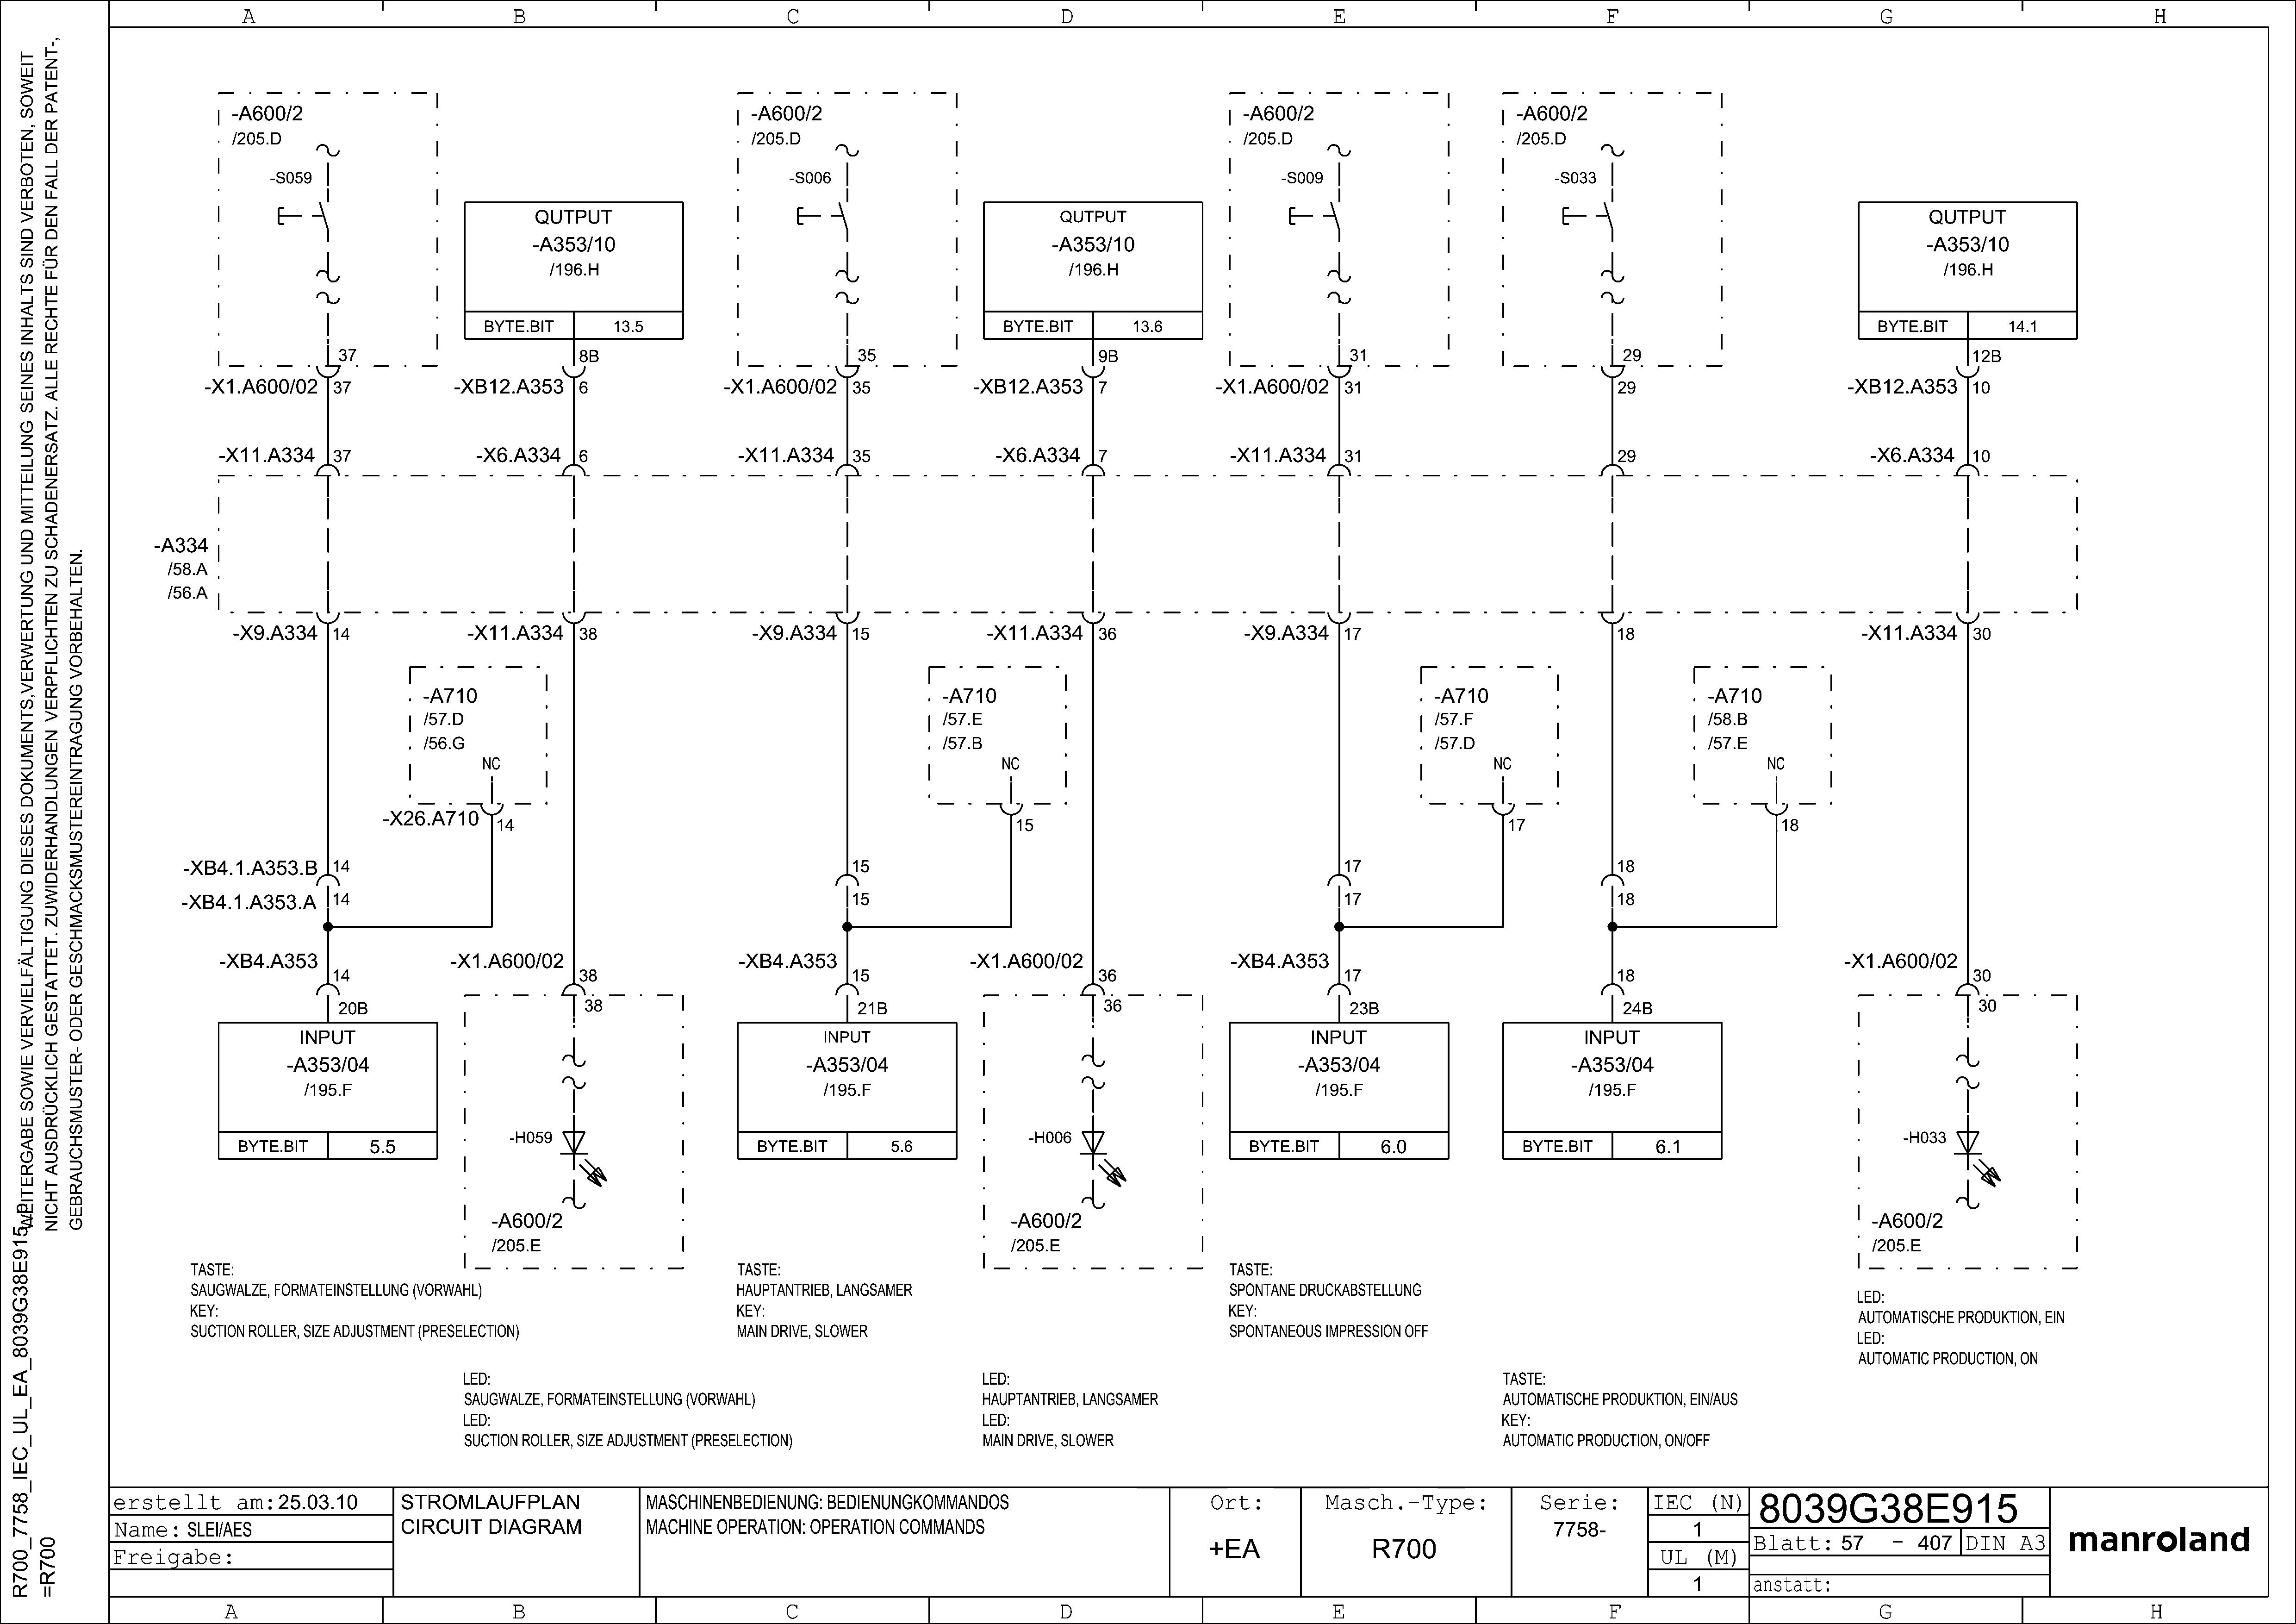 A B C D E F G H
-A600/2 -A600/2 -A600/2 -A600/2
/205.D /205.D /205.D /205.D
-S059 -S006 -S009 -S033
QUTPUT QUTPUT QUTPUT
-A353/10 -A353/10 -A353/10
/196.H /196.H /196.H
BYTE.BIT 13.5 BYTE.BIT 13.6 BYTE.BIT 14.1
37 8B 35 9B 31 29 12B
-X1.A600/02 37 -XB12.A353 6 -X1.A600/02 35 -XB12.A353 7 -X1.A600/02 31 29 -XB12.A353 10
-X11.A334 37 -X6.A334 6 -X11.A334 35 -X6.A334 7 -X11.A334 31 29 -X6.A334 10
-A334
/58.A
/56.A
-X9.A334 14 -X11.A334 38 -X9.A334 15 -X11.A334 36 -X9.A334 17 18 -X11.A334 30
-A710 -A710 -A710 -A710
/57.D /57.E /57.F /58.B
/56.G /57.B /57.D /57.E
NC NC NC NC
-X26.A710 14 15 17 18
-XB4.1.A353.B 14 15 17 18
-XB4.1.A353.A 14 15 17 18
-XB4.A353 -X1.A600/02 -XB4.A353 -X1.A600/02 -XB4.A353 -X1.A600/02
14 38 15 36 17 18 30
20B 38 21B 36 23B 24B 30
INPUT INPUT INPUT INPUT
-A353/04 -A353/04 -A353/04 -A353/04
/195.F /195.F /195.F /195.F
BYTE.BIT 5.5 -H059 BYTE.BIT 5.6 -H006 BYTE.BIT 6.0 BYTE.BIT 6.1 -H033
-A600/2 -A600/2 -A600/2
/205.E /205.E /205.E
TASTE:
SAUGWALZE, FORMATEINSTELLUNG (VORWAHL)
KEY:
SUCTION ROLLER, SIZE ADJUSTMENT (PRESELECTION)
LED:
SAUGWALZE, FORMATEINSTELLUNG (VORWAHL)
LED:
SUCTION ROLLER, SIZE ADJUSTMENT (PRESELECTION)
TASTE:
HAUPTANTRIEB, LANGSAMER
KEY:
MAIN DRIVE, SLOWER
LED:
HAUPTANTRIEB, LANGSAMER
LED:
MAIN DRIVE, SLOWER
TASTE:
SPONTANE DRUCKABSTELLUNG
KEY:
SPONTANEOUS IMPRESSION OFF
TASTE:
AUTOMATISCHE PRODUKTION, EIN/AUS
KEY:
AUTOMATIC PRODUCTION, ON/OFF
LED:
AUTOMATISCHE PRODUKTION, EIN
LED:
AUTOMATIC PRODUCTION, ON
WEITERGABE SOWIE VERVIELFÄLTIGUNG DIESES DOKUMENTS,VERWERTUNG UND MITTEILUNG SEINES INHALTS SIND VERBOTEN, SOWEIT
NICHT AUSDRÜCKLICH GESTATTET. ZUWIDERHANDLUNGEN VERPFLICHTEN ZU SCHADENERSATZ. ALLE RECHTE FÜR DEN FALL DER PATENT-,
GEBRAUCHSMUSTER- ODER GESCHMACKSMUSTEREINTRAGUNG VORBEHALTEN.
=R700
erstellt am: 25.03.10
Name: SLEI/AES
Freigabe:
STROMLAUFPLAN
CIRCUIT DIAGRAM
MASCHINENBEDIENUNG: BEDIENUNGKOMMANDOS
MACHINE OPERATION: OPERATION COMMANDS
Ort:
+EA
Masch.-Type:
R700
Serie:
7758-
IEC (N)
1
UL (M)
1
8039G38E915
Blatt: 57 - 407 DIN A3
anstatt:
manroland
A B C D E F G H